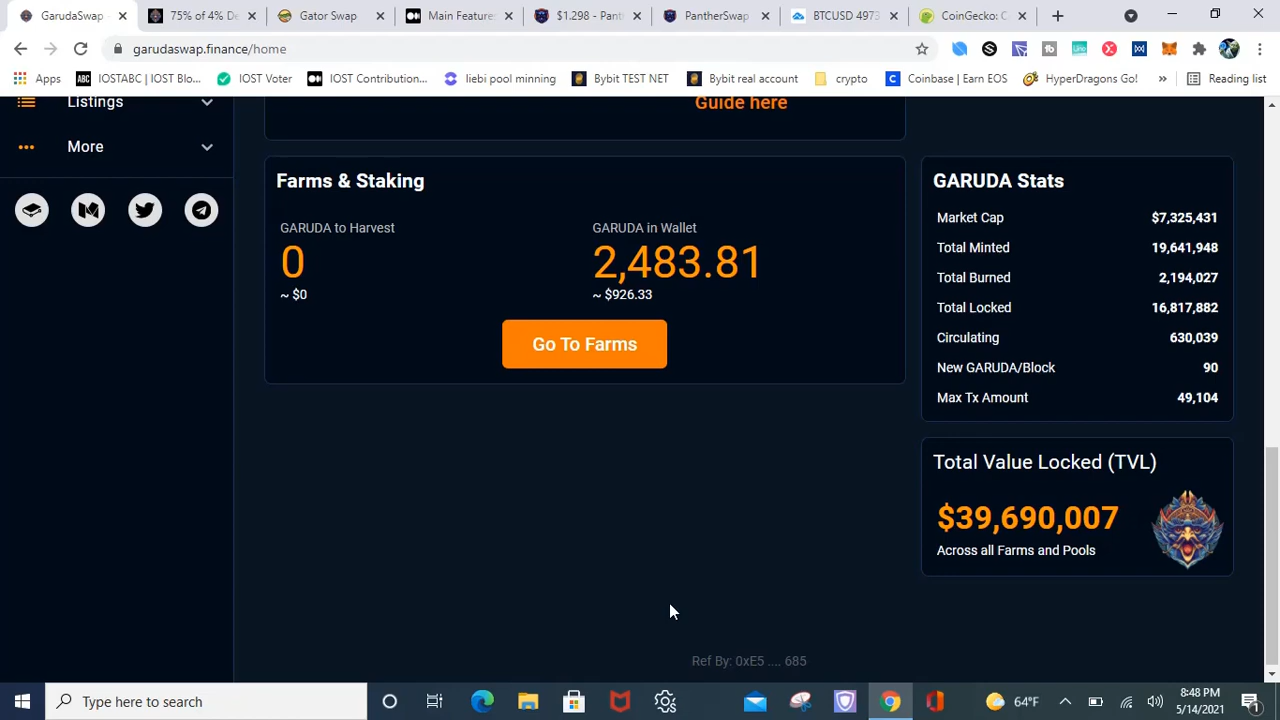 GarudaSwap
75% of 4% De
Gator Swap
Main Feature
$1.298 - Pant
PantherSwap
BTCUSD 4973
CoinGecko: C
garudaswap.finance/home
Apps
ABC
IOSTABC | IOST Blo...
IOST Voter
IOST Contribution...
liebi pool minning
Bybit TEST NET
Bybit real account
crypto
Coinbase | Earn EOS
HyperDragons Go!
»
Reading list
Listings
More
Guide here
Farms & Staking
GARUDA to Harvest
0
~ $0
GARUDA in Wallet
2,483.81
~ $926.33
Go To Farms
GARUDA Stats
Market Cap $7,325,431
Total Minted 19,641,948
Total Burned 2,194,027
Total Locked 16,817,882
Circulating 630,039
New GARUDA/Block 90
Max Tx Amount 49,104
Total Value Locked (TVL)
$39,690,007
Across all Farms and Pools
Ref By: 0xE5 .... 685
Type here to search
64°F
8:48 PM
5/14/2021